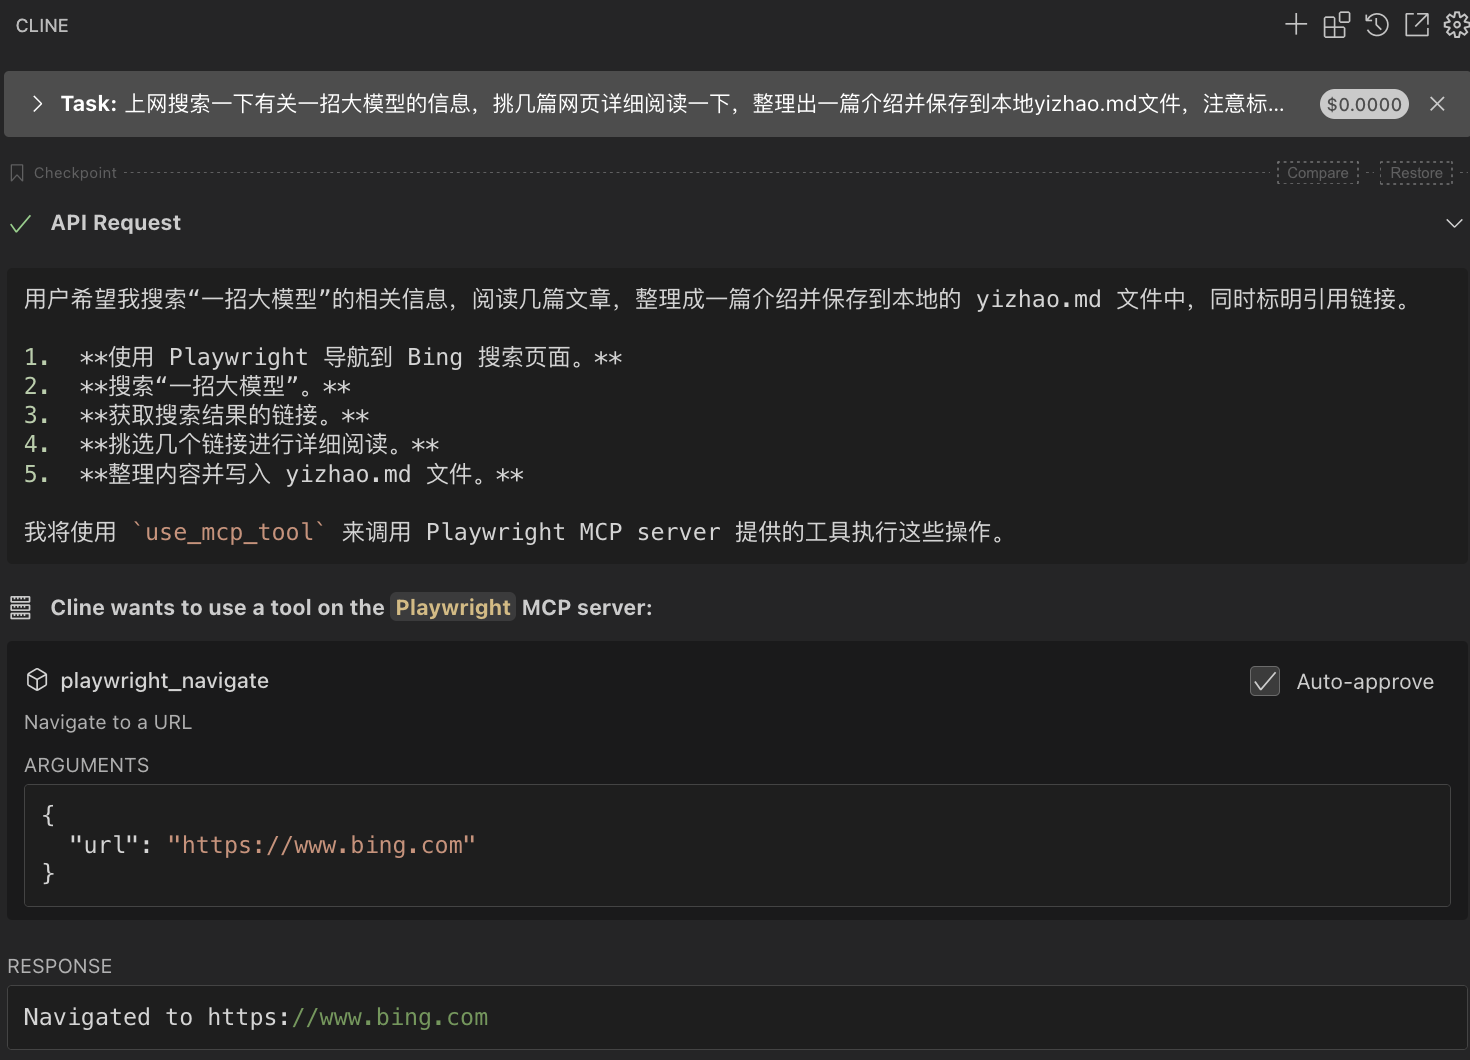 CLINE
Task: 上网搜索一下有关一招大模型的信息，挑几篇网页详细阅读一下，整理出一篇介绍并保存到本地yizhao.md文件，注意标... $0.0000
Checkpoint Compare Restore
API Request
用户希望我搜索“一招大模型”的相关信息，阅读几篇文章，整理成一篇介绍并保存到本地的 yizhao.md 文件中，同时标明引用链接。
1. **使用 Playwright 导航到 Bing 搜索页面。**
2. **搜索“一招大模型”。**
3. **获取搜索结果的链接。**
4. **挑选几个链接进行详细阅读。**
5. **整理内容并写入 yizhao.md 文件。**
我将使用 `use_mcp_tool` 来调用 Playwright MCP server 提供的工具执行这些操作。
Cline wants to use a tool on the Playwright MCP server:
playwright_navigate Auto-approve
Navigate to a URL
ARGUMENTS
{
"url": "https://www.bing.com"
}
RESPONSE
Navigated to https://www.bing.com